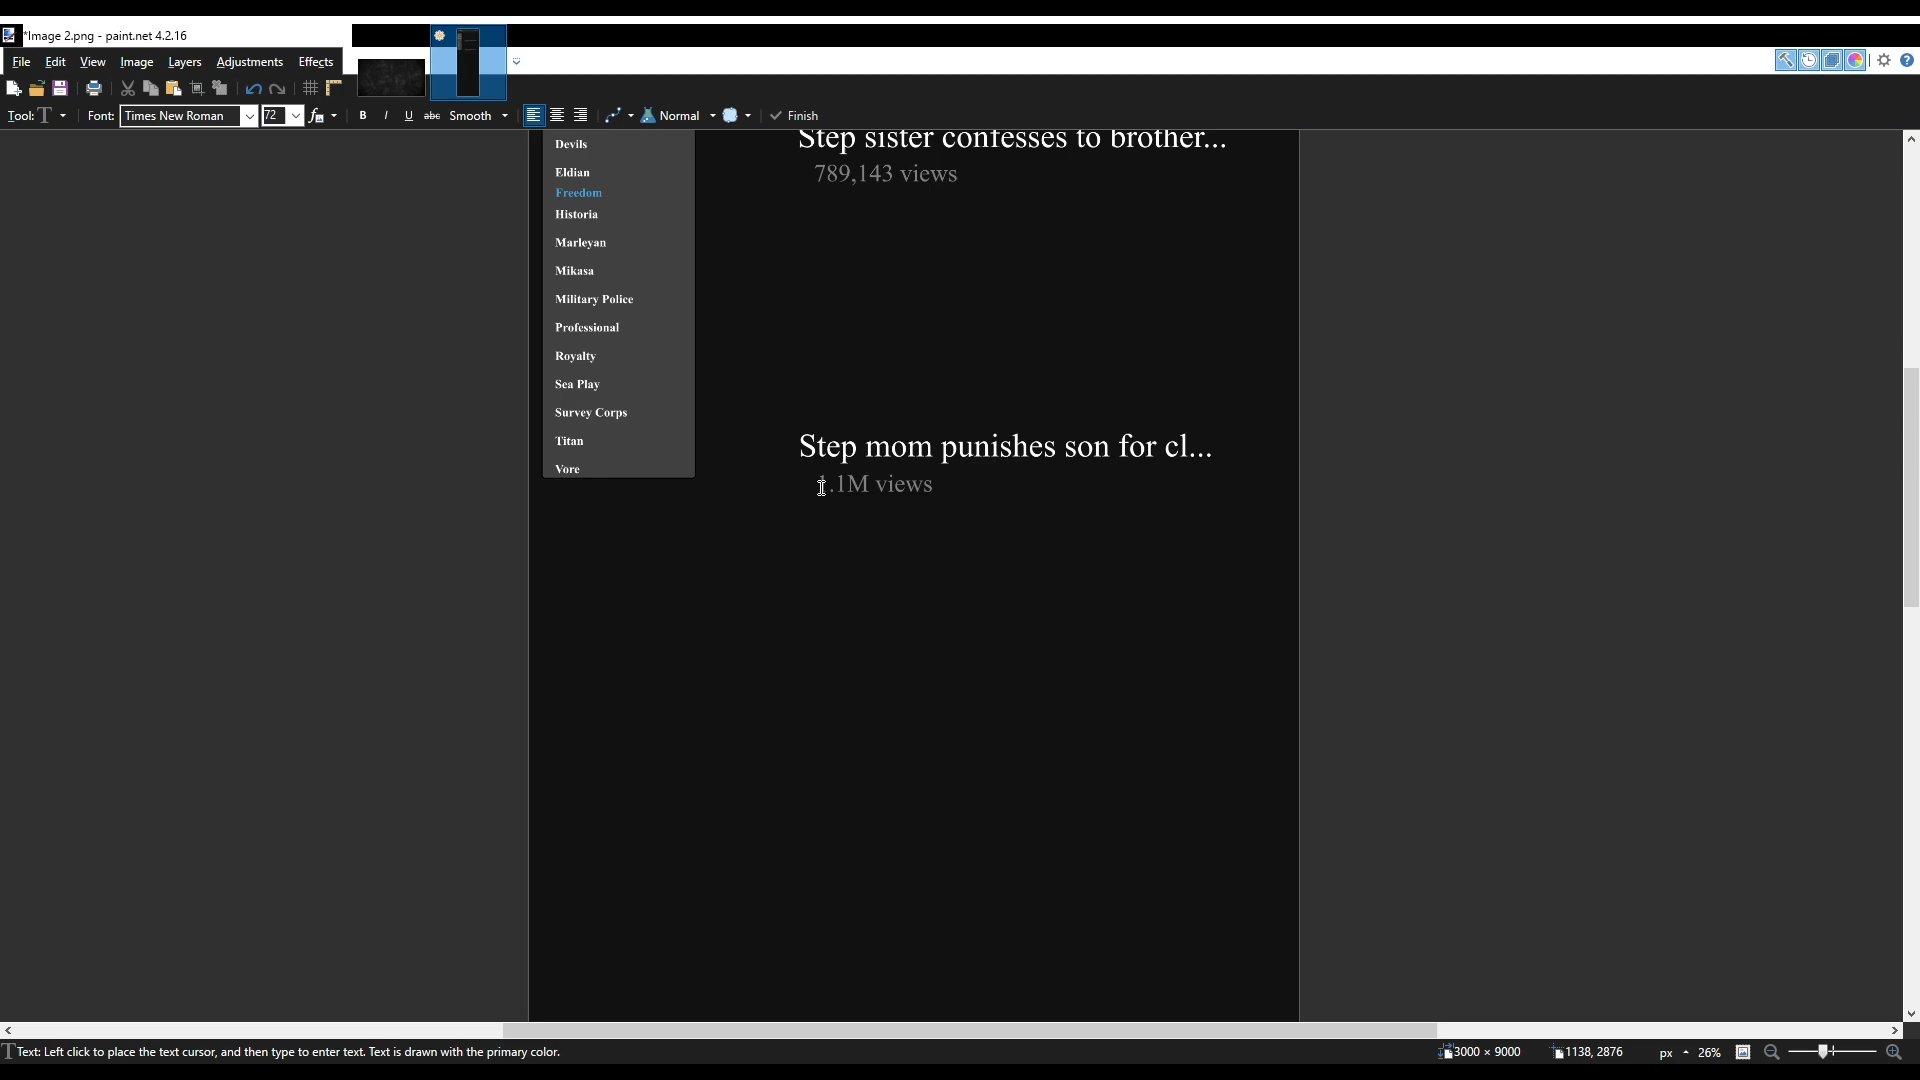 *Image 2.png - paint.net 4.2.16
File Edit View Image Layers Adjustments Effects
Tool: T Font: Times New Roman 72 B I U abc Smooth Normal Finish
Step sister confesses to brother...
789,143 views
Devils
Eldian
Freedom
Historia
Marleyan
Mikasa
Military Police
Professional
Royalty
Sea Play
Survey Corps
Titan
Vore
Step mom punishes son for cl...
1.1M views
Text: Left click to place the text cursor, and then type to enter text. Text is drawn with the primary color.
3000 × 9000 1138, 2876 px 26%